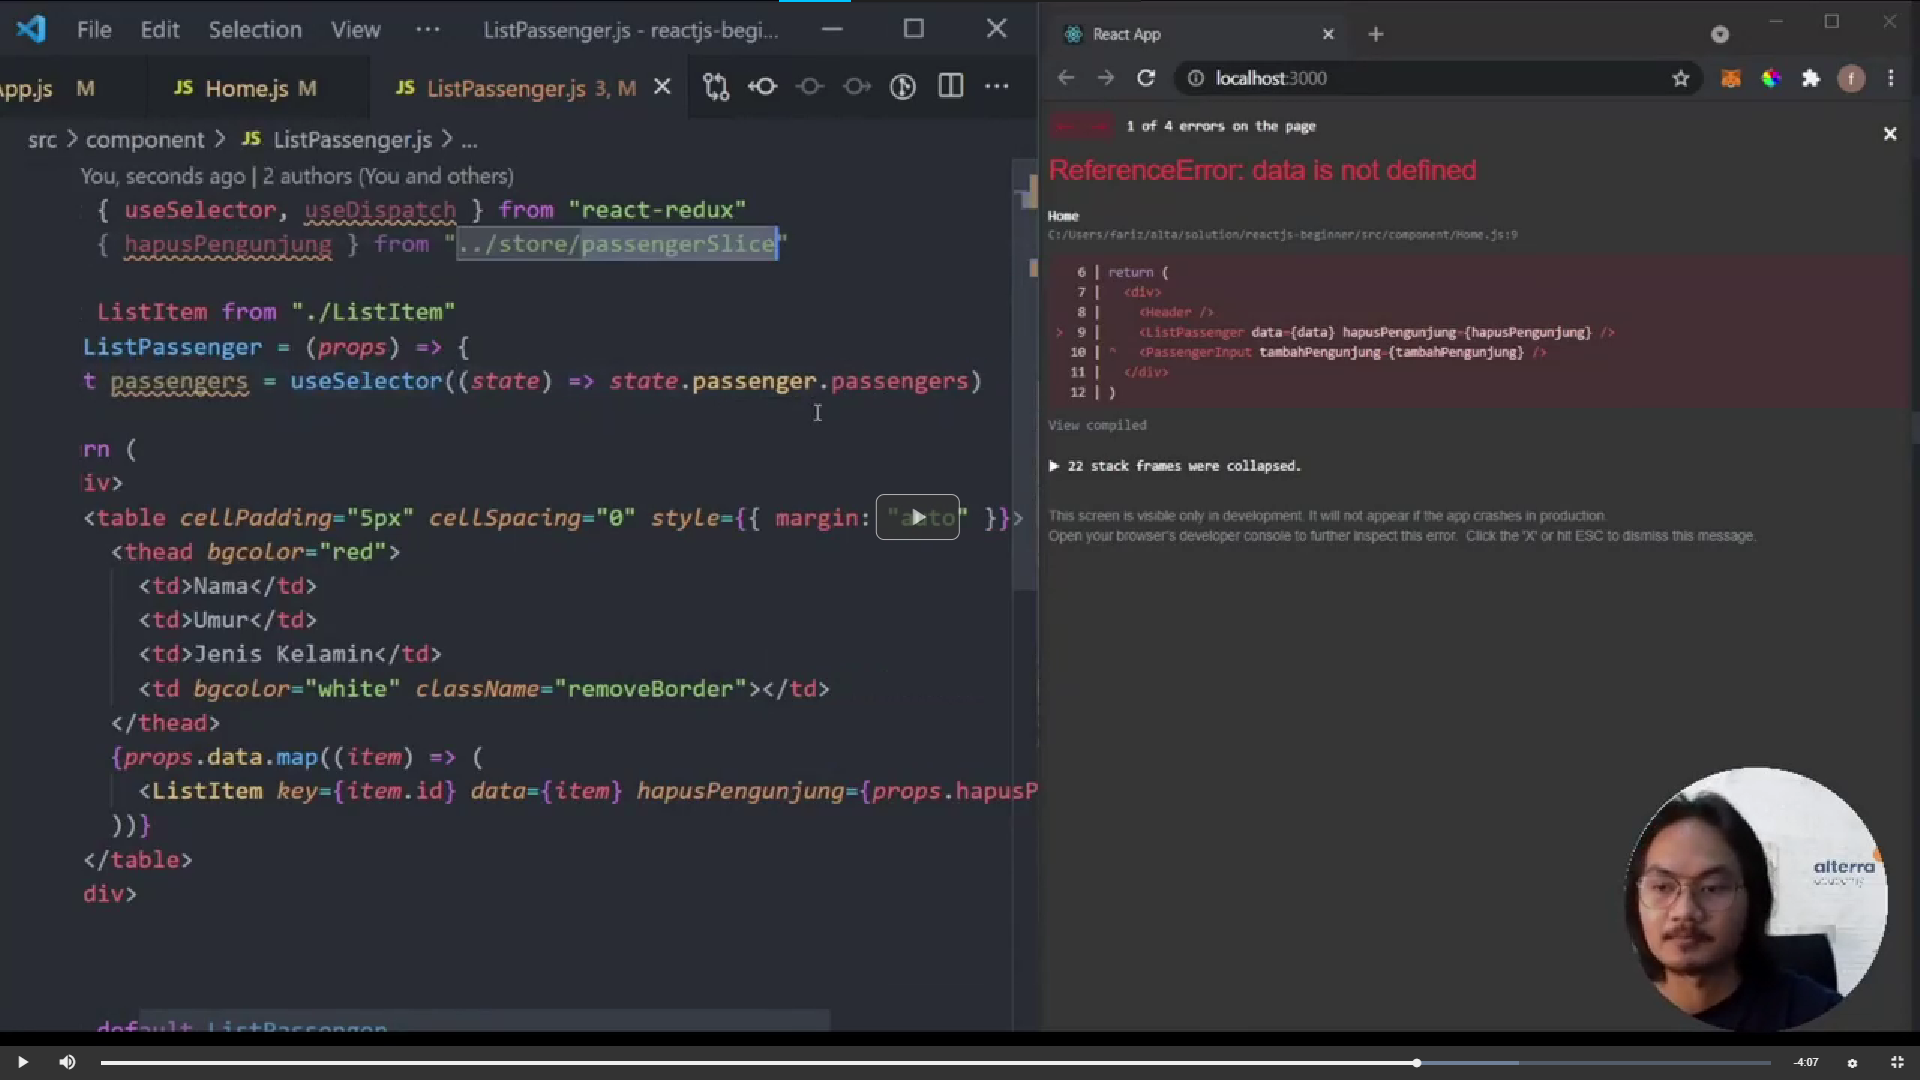 File Edit Selection View ··· ListPassenger.js - reactjs-begi...
App.js M JS Home.js M JS ListPassenger.js 3, M
src > component > JS ListPassenger.js > ...
You, seconds ago | 2 authors (You and others)
{ useSelector, useDispatch } from "react-redux"
{ hapusPengunjung } from "../store/passengerSlice"
ListItem from "./ListItem"
ListPassenger = (props) => {
t passengers = useSelector((state) => state.passenger.passengers)
rn (
iv>
<table cellPadding="5px" cellSpacing="0" style={{ margin: "auto" }}>
<thead bgcolor="red">
<td>Nama</td>
<td>Umur</td>
<td>Jenis Kelamin</td>
<td bgcolor="white" className="removeBorder"></td>
</thead>
{props.data.map((item) => (
<ListItem key={item.id} data={item} hapusPengunjung={props.hapusP
))}
</table>
div>
default ListPassenger
React App
localhost:3000
f
1 of 4 errors on the page
ReferenceError: data is not defined
Home
C:/Users/fariz/alta/solution/reactjs-beginner/src/component/Home.js:9
6 | return (
7 | <div>
8 | <Header />
> 9 | <ListPassenger data={data} hapusPengunjung={hapusPengunjung} />
10 | ^ <PassengerInput tambahPengunjung={tambahPengunjung} />
11 | </div>
12 | )
View compiled
▶ 22 stack frames were collapsed.
This screen is visible only in development. It will not appear if the app crashes in production.
Open your browser's developer console to further inspect this error. Click the 'X' or hit ESC to dismiss this message.
alterra
academy
-4:07